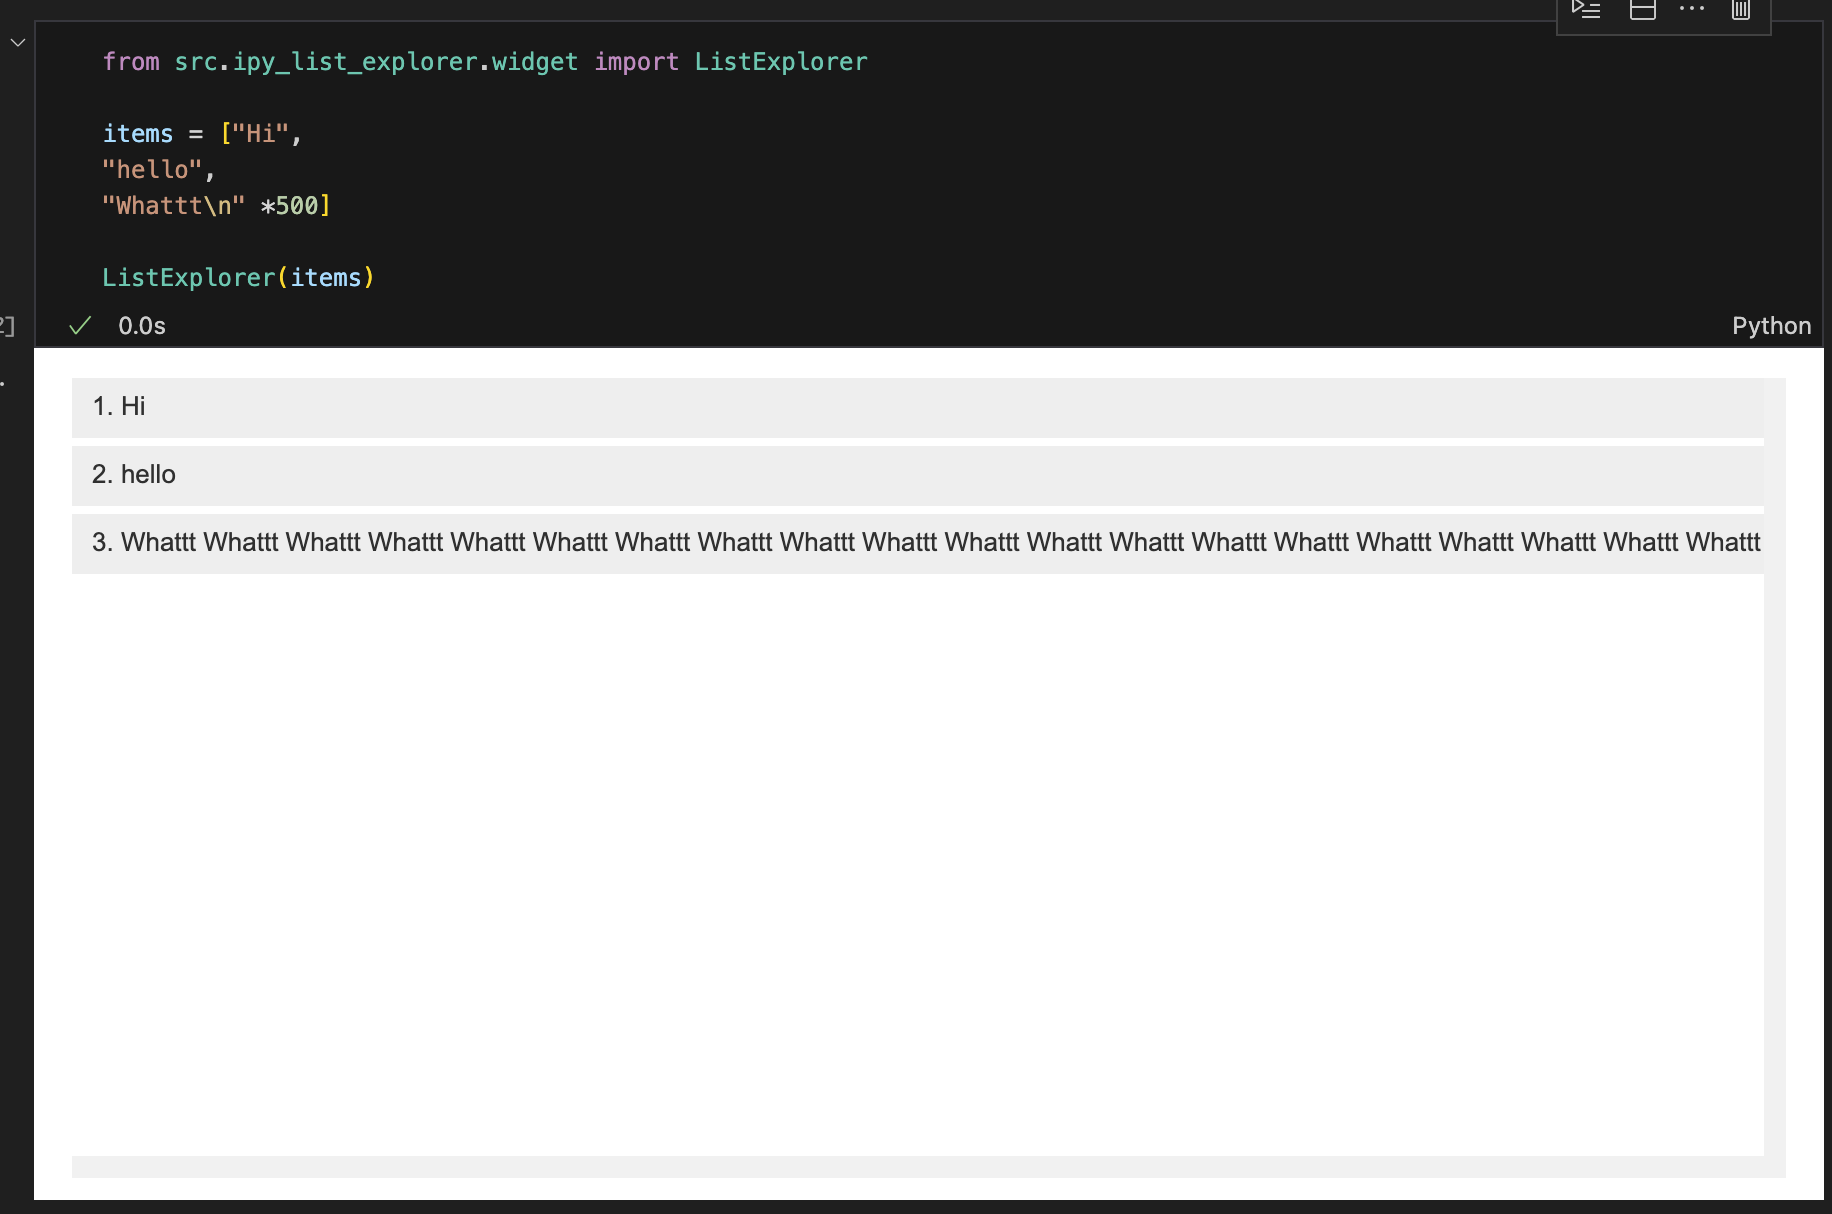 from src.ipy_list_explorer.widget import ListExplorer
items = ["Hi",
"hello",
"Whattt\n" *500]
ListExplorer(items)
2]
0.0s
Python
1. Hi
2. hello
3. Whattt Whattt Whattt Whattt Whattt Whattt Whattt Whattt Whattt Whattt Whattt Whattt Whattt Whattt Whattt Whattt Whattt Whattt Whattt Whattt